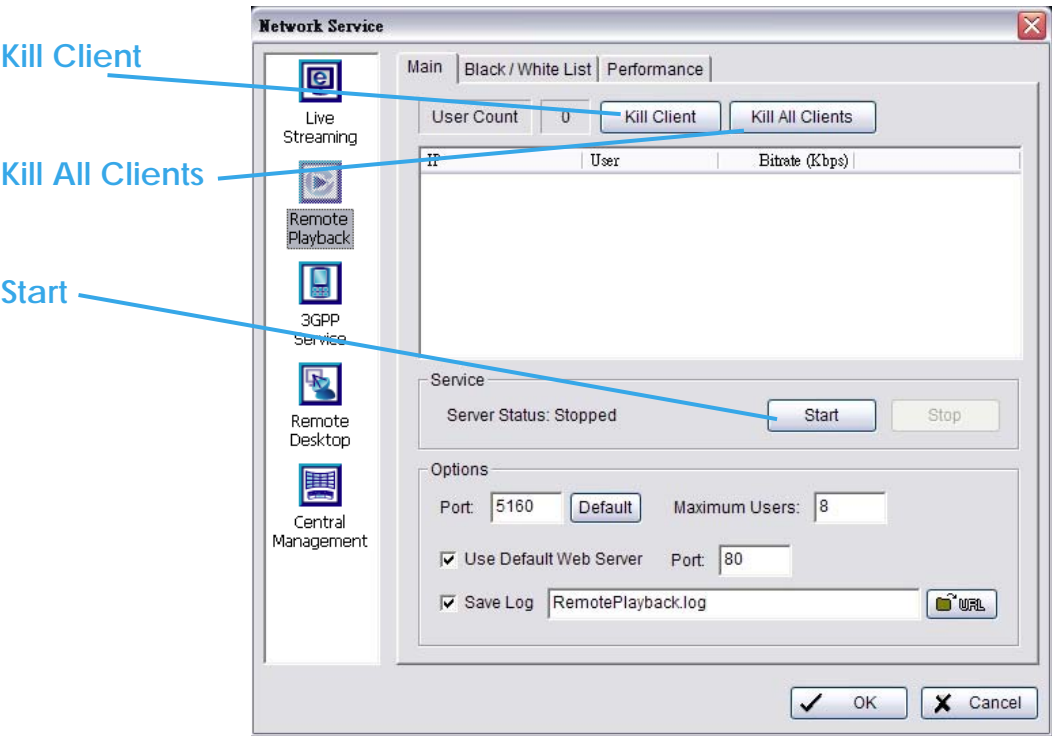 Network Service
Kill Client
Kill All Clients
Start
Live
Streaming
Remote
Playback
3GPP
Service
Remote
Desktop
Central
Management
Main
Black / White List
Performance
User Count
0
Kill Client
Kill All Clients
IP
User
Bitrate (Kbps)
Service
Server Status: Stopped
Start
Stop
Options
Port: 5160
Default
Maximum Users: 8
Use Default Web Server
Port: 80
Save Log
RemotePlayback.log
URL
OK
Cancel